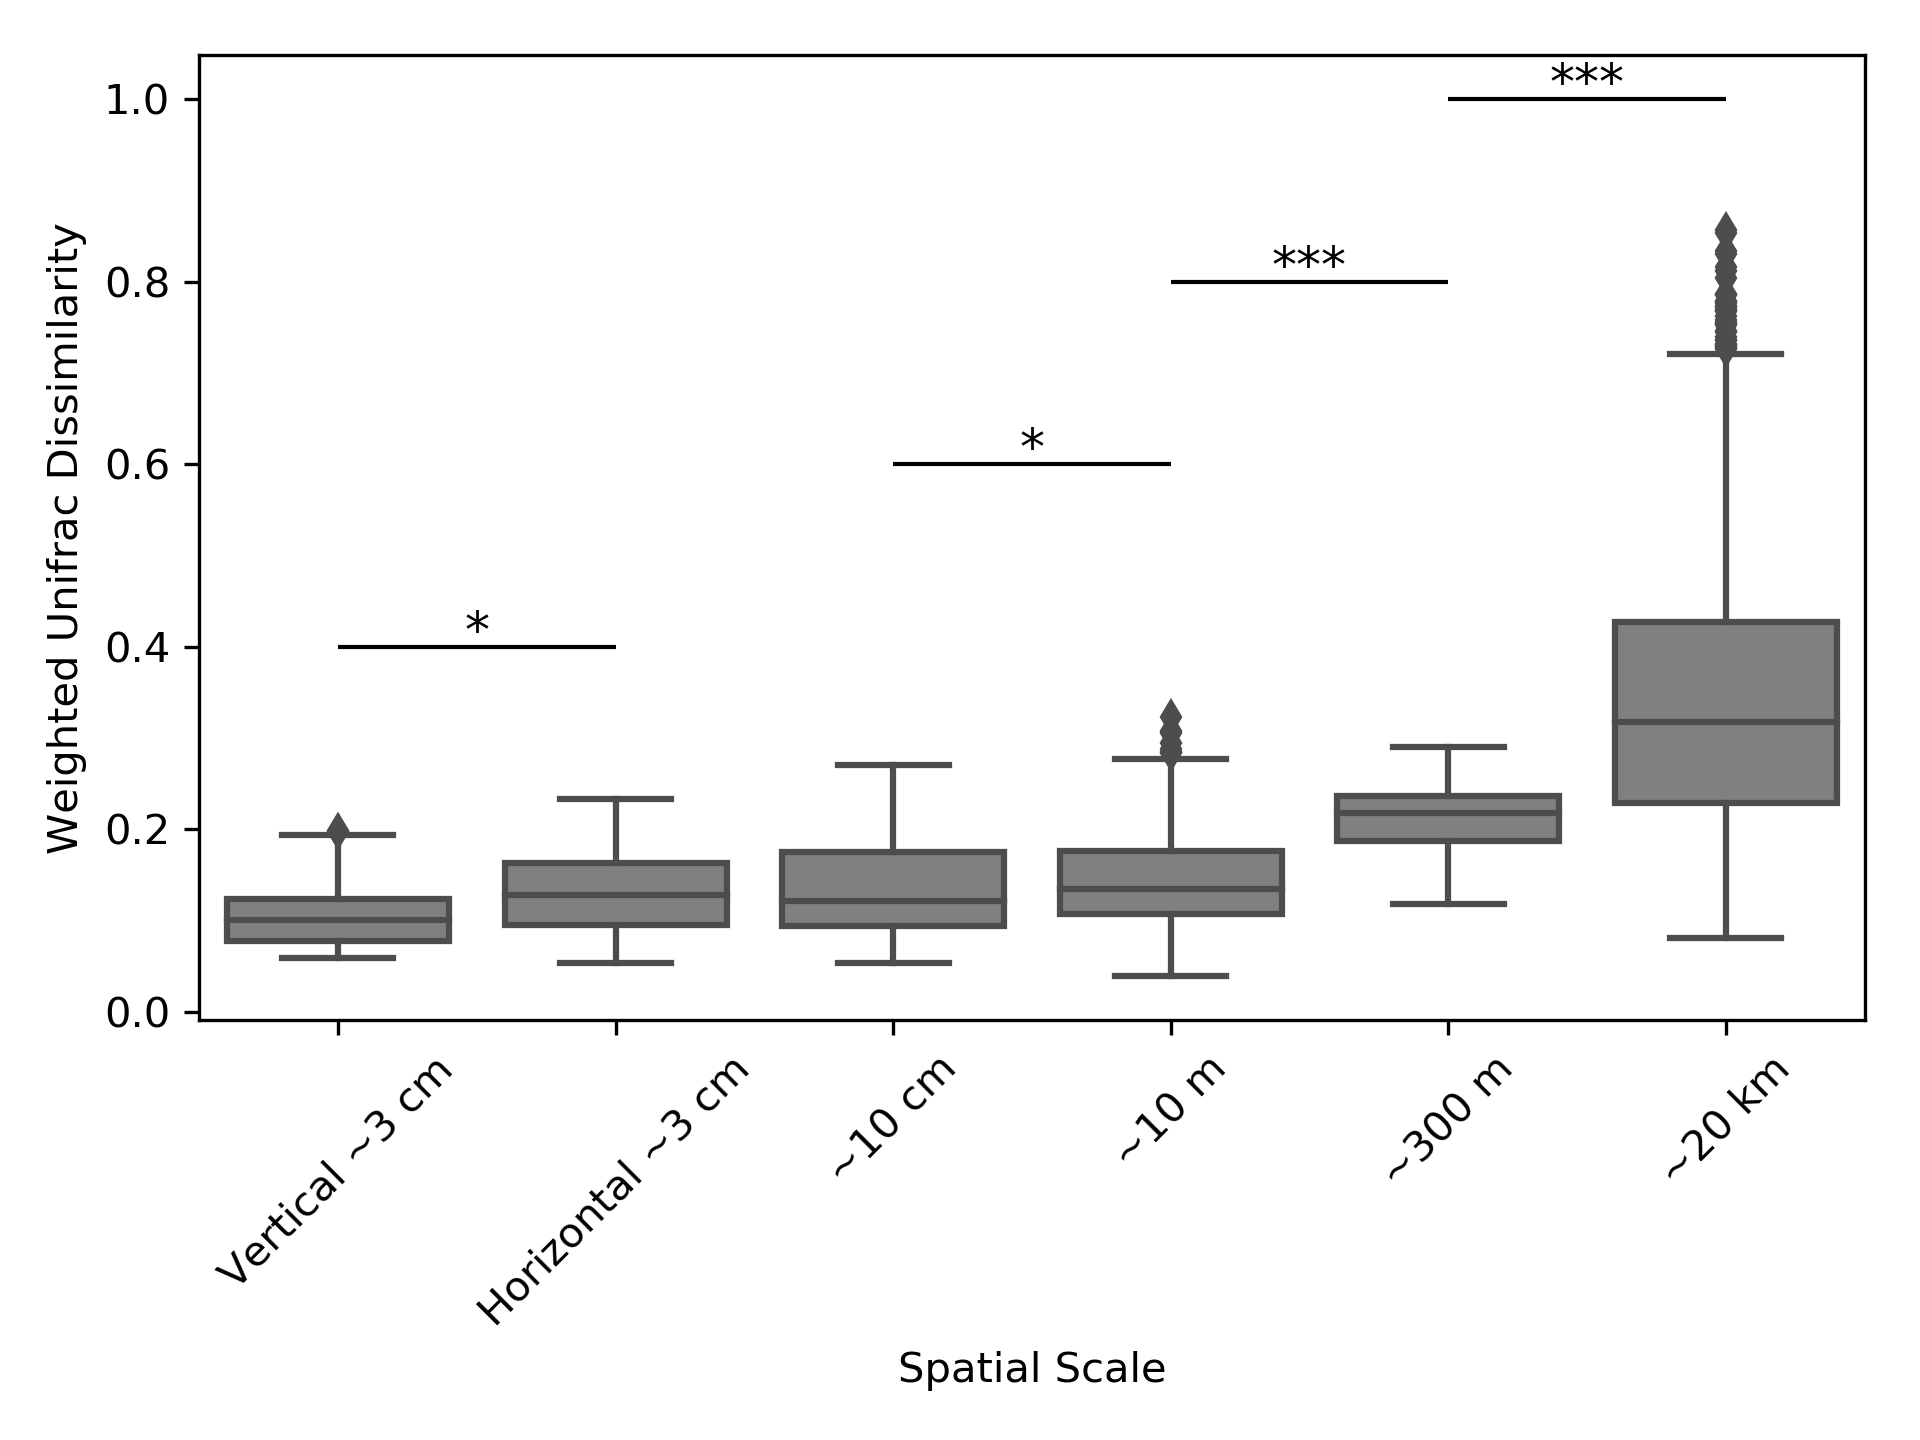 ***
1.0
***
0.8
*
0.6
*
0.4
0.2
0.0
Weighted Unifrac Dissimilarity
Vertical ~3 cm
Horizontal ~3 cm
~10 cm
~10 m
~300 m
~20 km
Spatial Scale